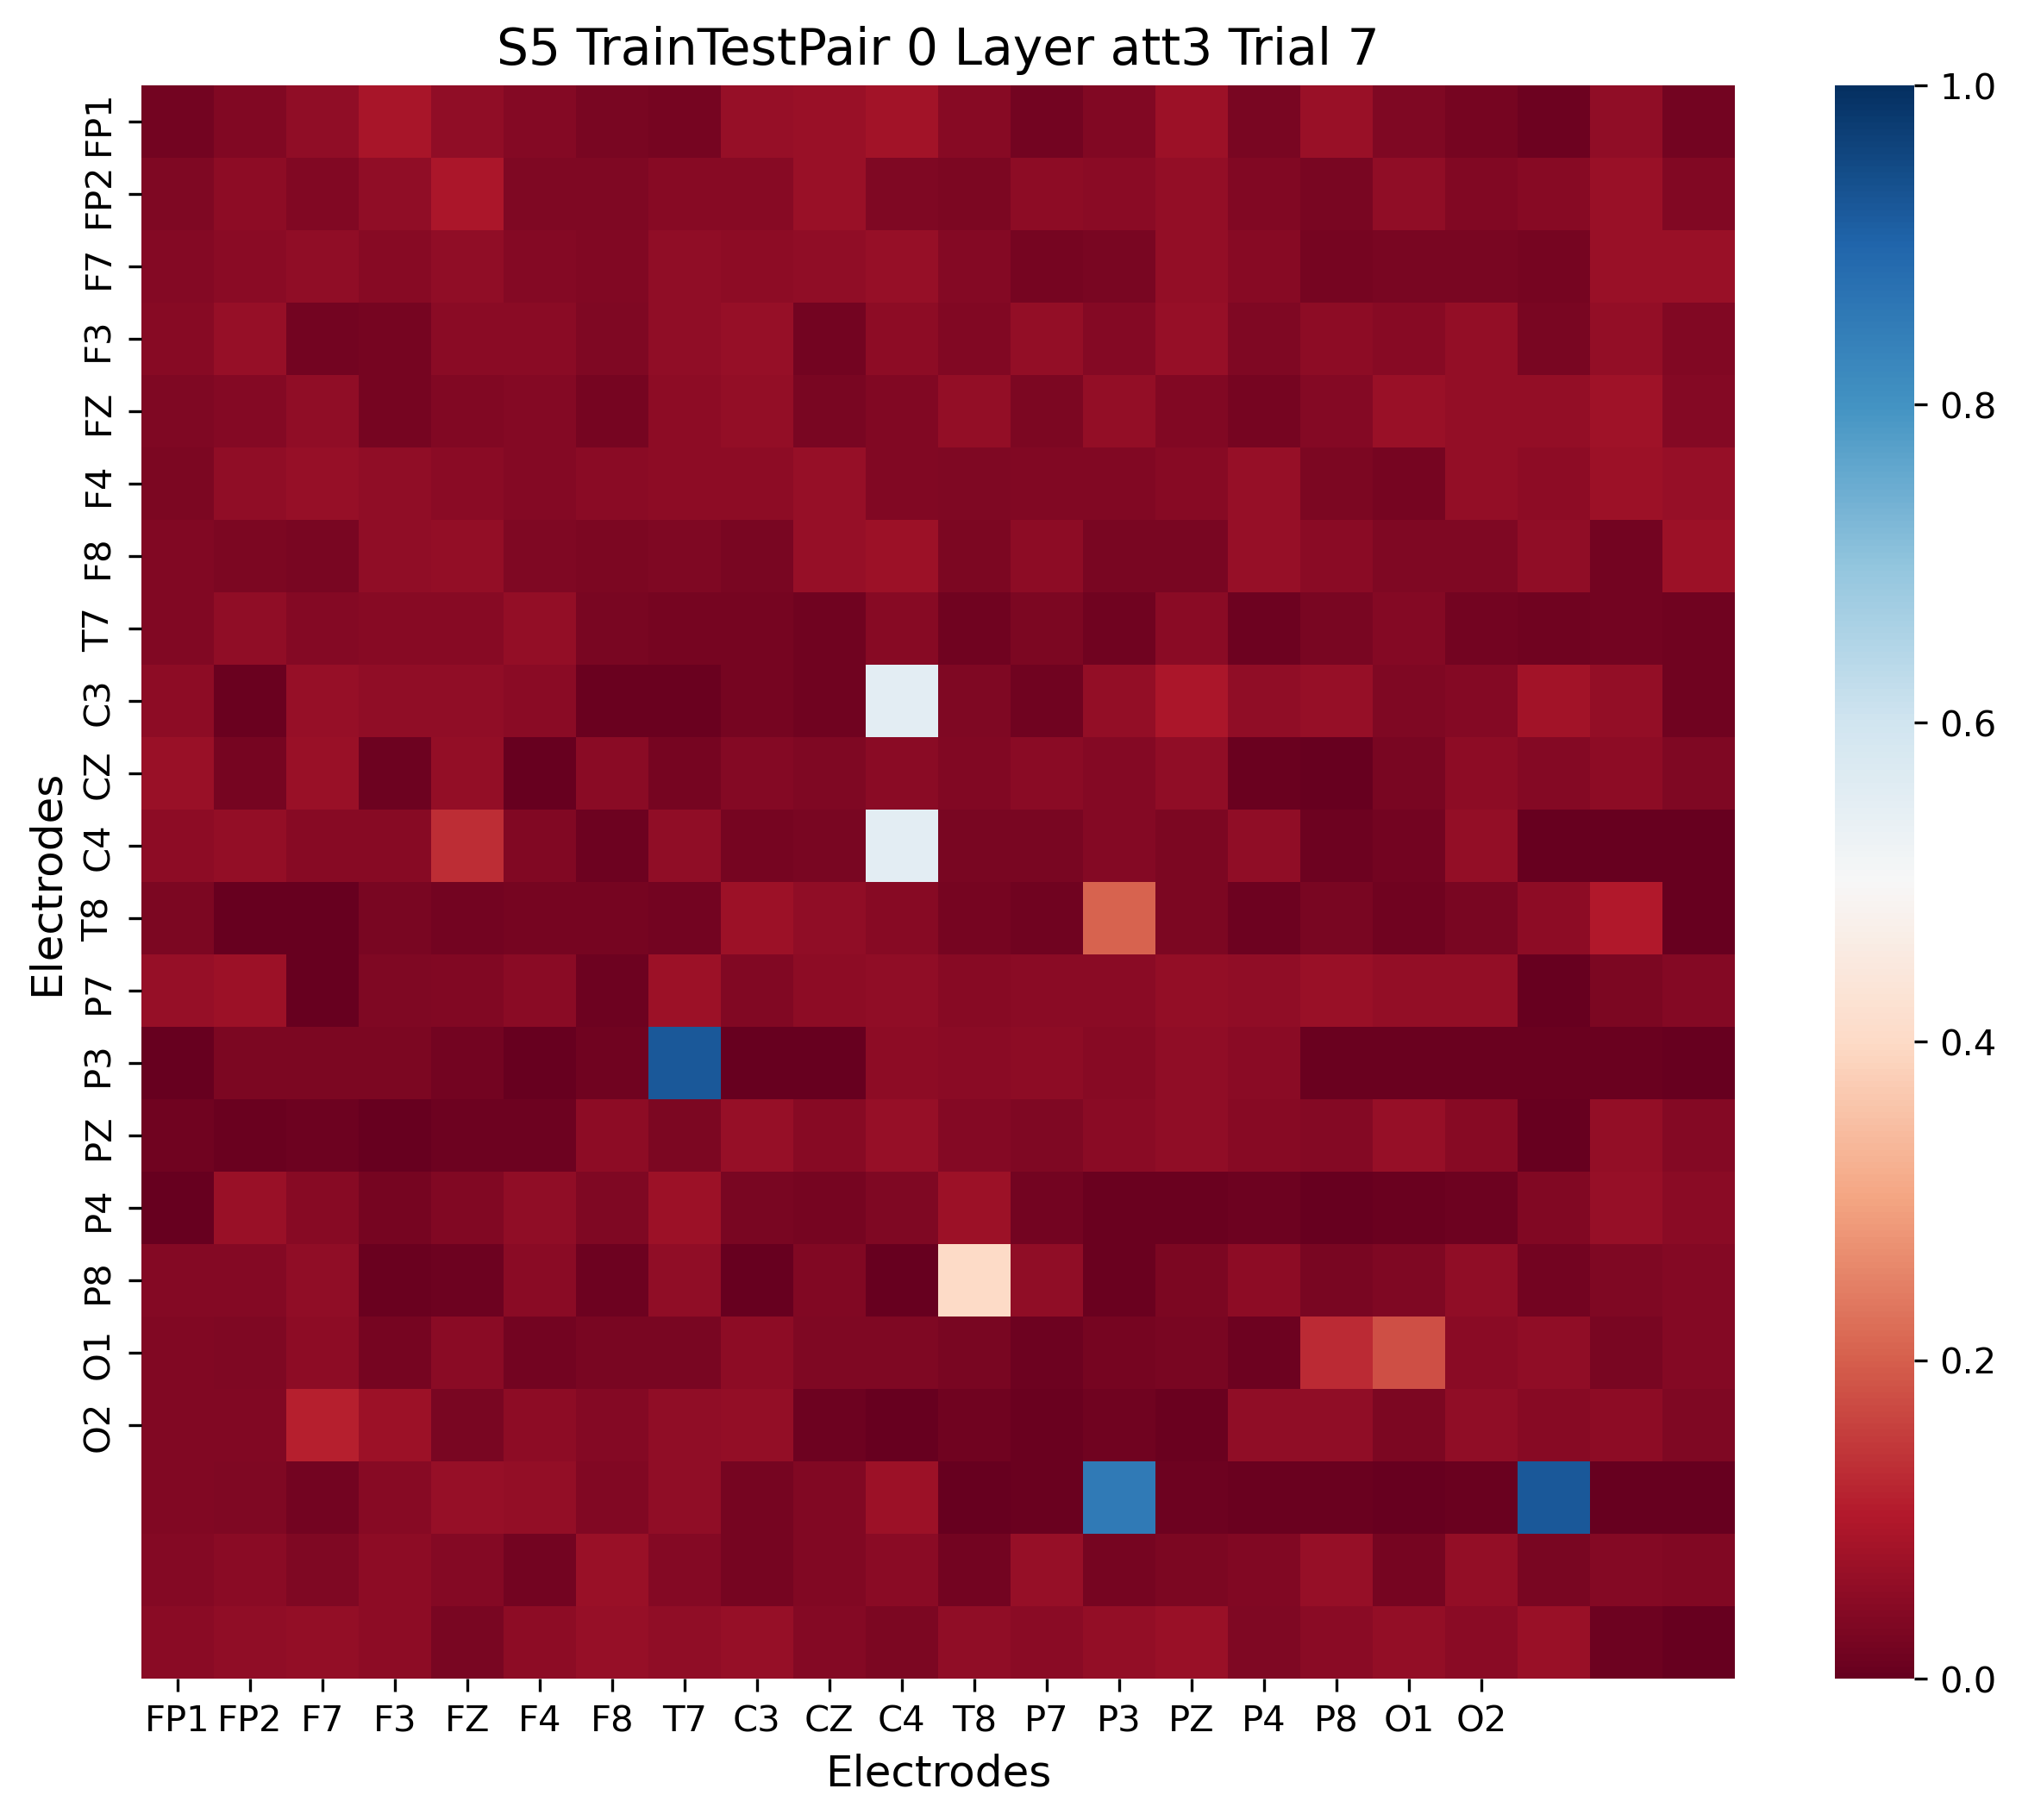 S5 TrainTestPair 0 Layer att3 Trial 7
Electrodes
FP1
FP2
F7
F3
FZ
F4
F8
T7
C3
CZ
C4
T8
P7
P3
PZ
P4
P8
O1
O2
FP1 FP2 F7 F3 FZ F4 F8 T7 C3 CZ C4 T8 P7 P3 PZ P4 P8 O1 O2
Electrodes
1.0
0.8
0.6
0.4
0.2
0.0